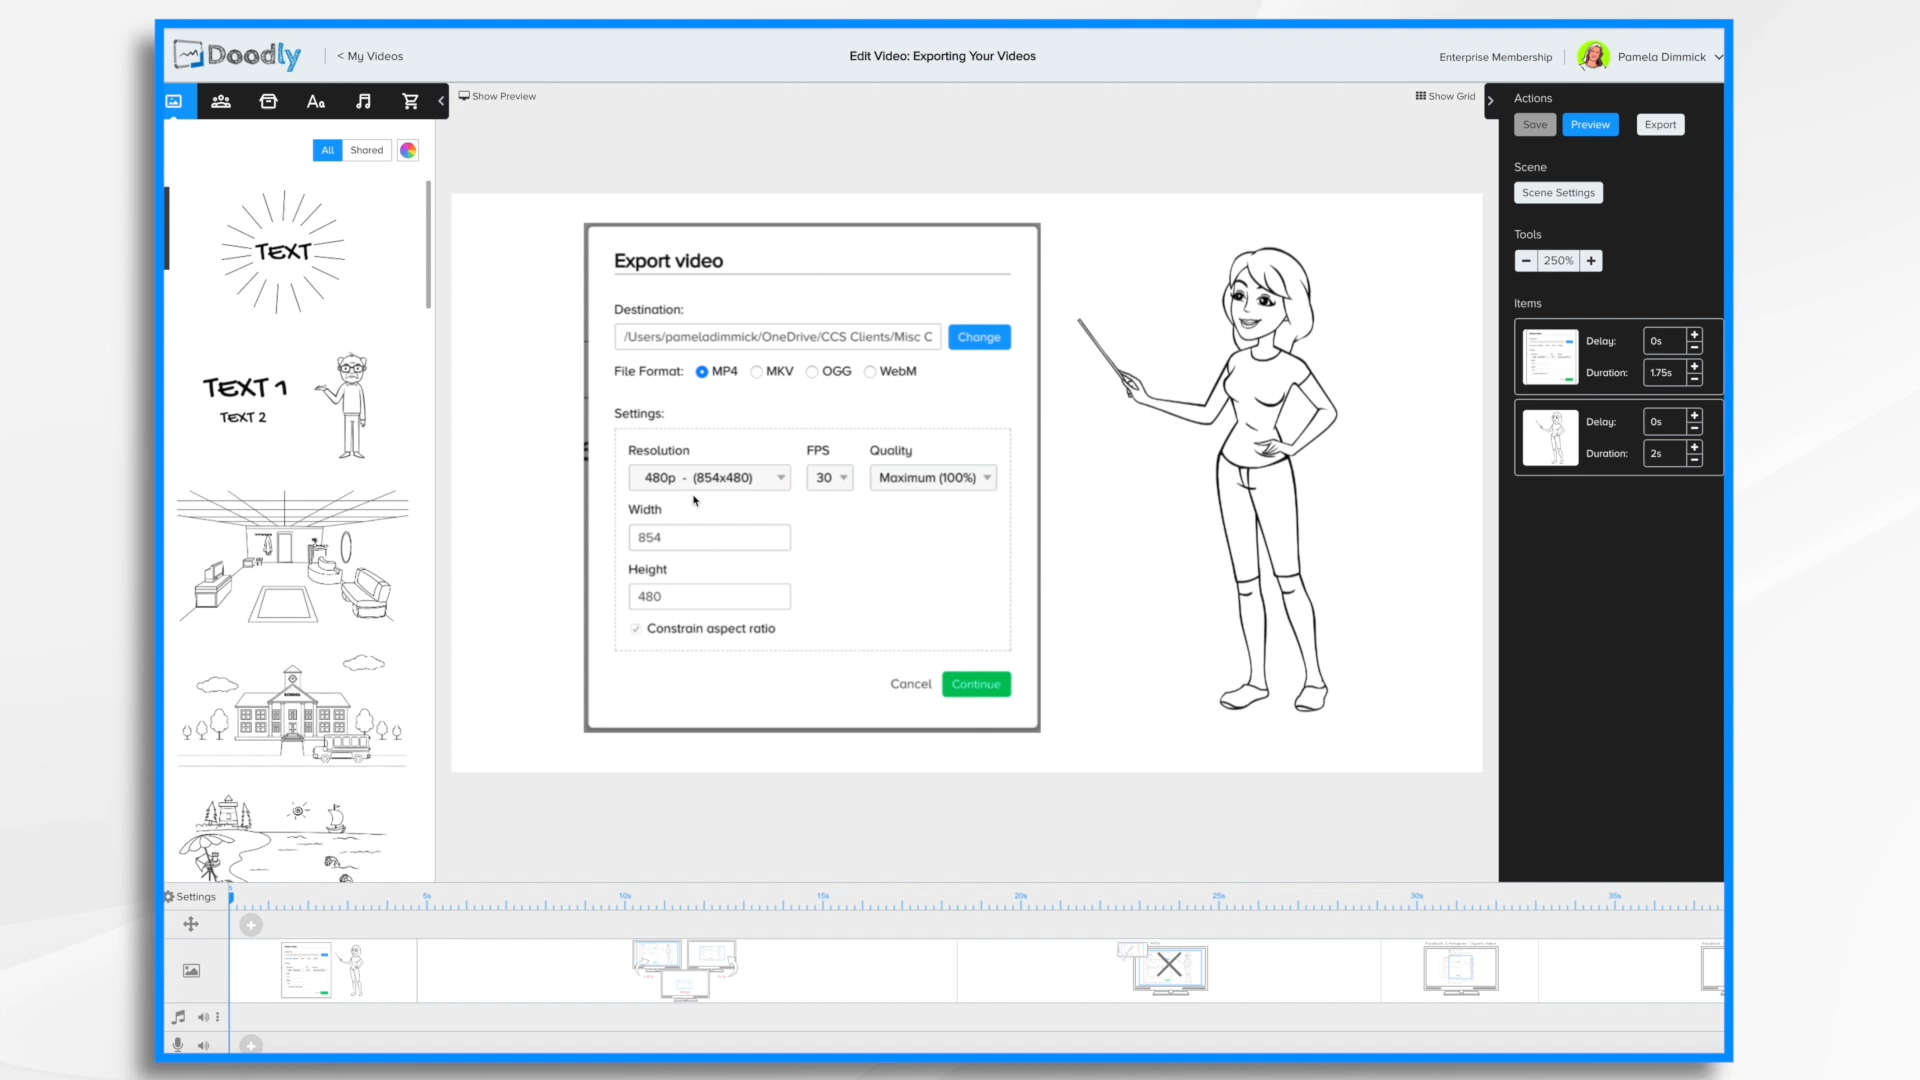 Doodly
< My Videos
Edit Video: Exporting Your Videos
Enterprise Membership
Pamela Dimmick
Aa
Show Preview
Show Grid
Actions
Save
Preview
Export
All
Shared
Scene
Scene Settings
Tools
250%
Items
Delay:
0s
Duration:
1.75s
Delay:
0s
Duration:
2s
TEXT
TEXT 1
TEXT 2
SCHOOL
Export video
Destination:
/Users/pameladimmick/OneDrive/CCS Clients/Misc C
Change
File Format:
MP4
MKV
OGG
WebM
Settings:
Resolution
FPS
Quality
480p - (854x480)
30
Maximum (100%)
Width
854
Height
480
Constrain aspect ratio
Cancel
Continue
Settings
5s
10s
15s
20s
25s
30s
35s